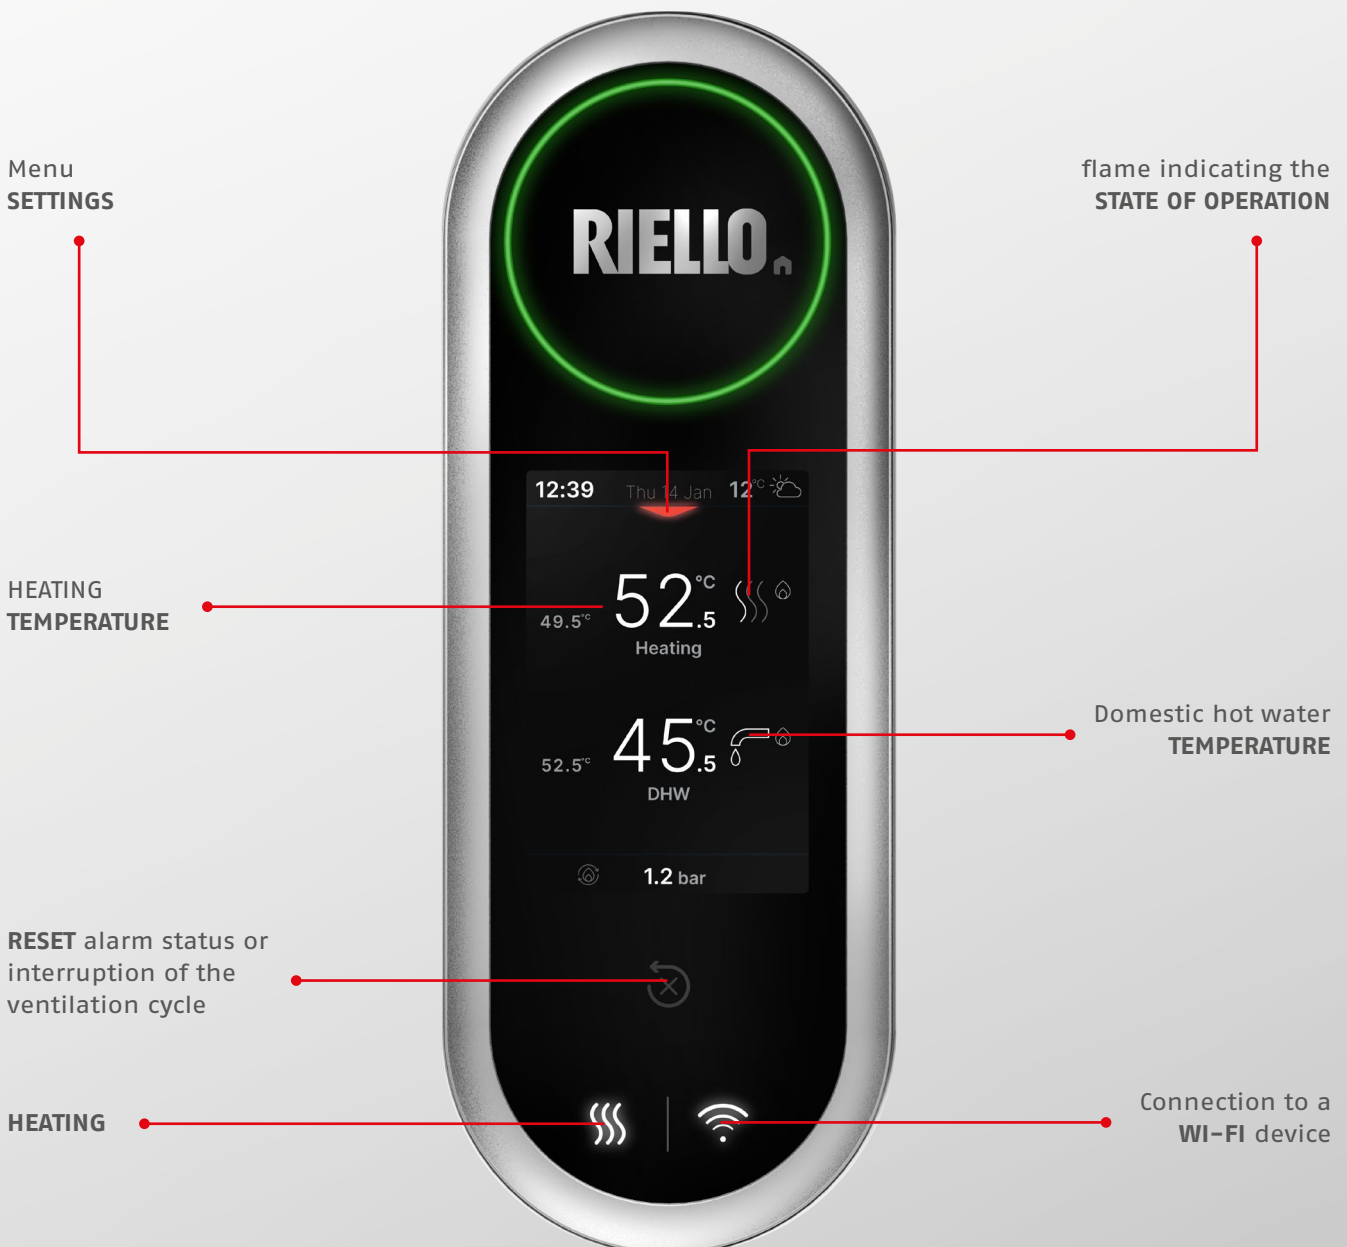 Menu
SETTINGS
flame indicating the
STATE OF OPERATION
RIELLO
12:39 Thu 14 Jan 12°C
HEATING
TEMPERATURE
52.5°C
49.5°C
Heating
Domestic hot water
TEMPERATURE
45.5°C
52.5°C
DHW
1.2 bar
RESET alarm status or
interruption of the
ventilation cycle
HEATING
Connection to a
WI-FI device